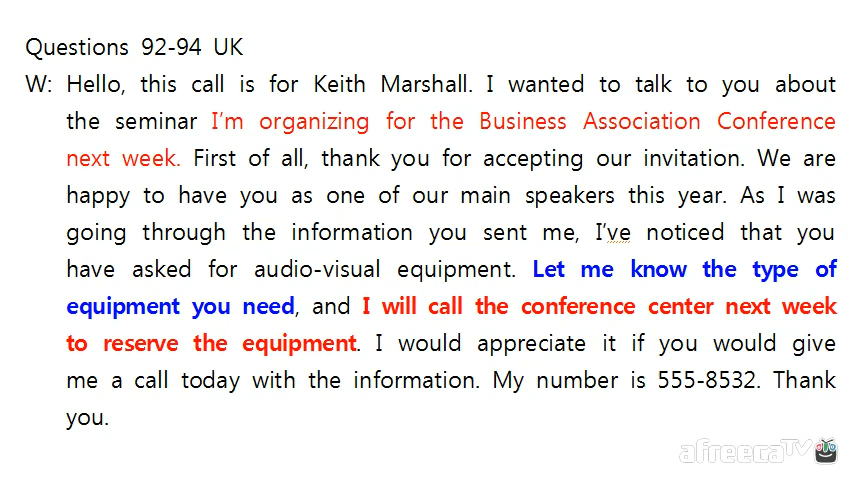 Questions 92-94 UK
W: Hello, this call is for Keith Marshall. I wanted to talk to you about
the seminar I'm organizing for the Business Association Conference
next week. First of all, thank you for accepting our invitation. We are
happy to have you as one of our main speakers this year. As I was
going through the information you sent me, I've noticed that you
have asked for audio-visual equipment. Let me know the type of
equipment you need, and I will call the conference center next week
to reserve the equipment. I would appreciate it if you would give
me a call today with the information. My number is 555-8532. Thank
you.
afreecaTV